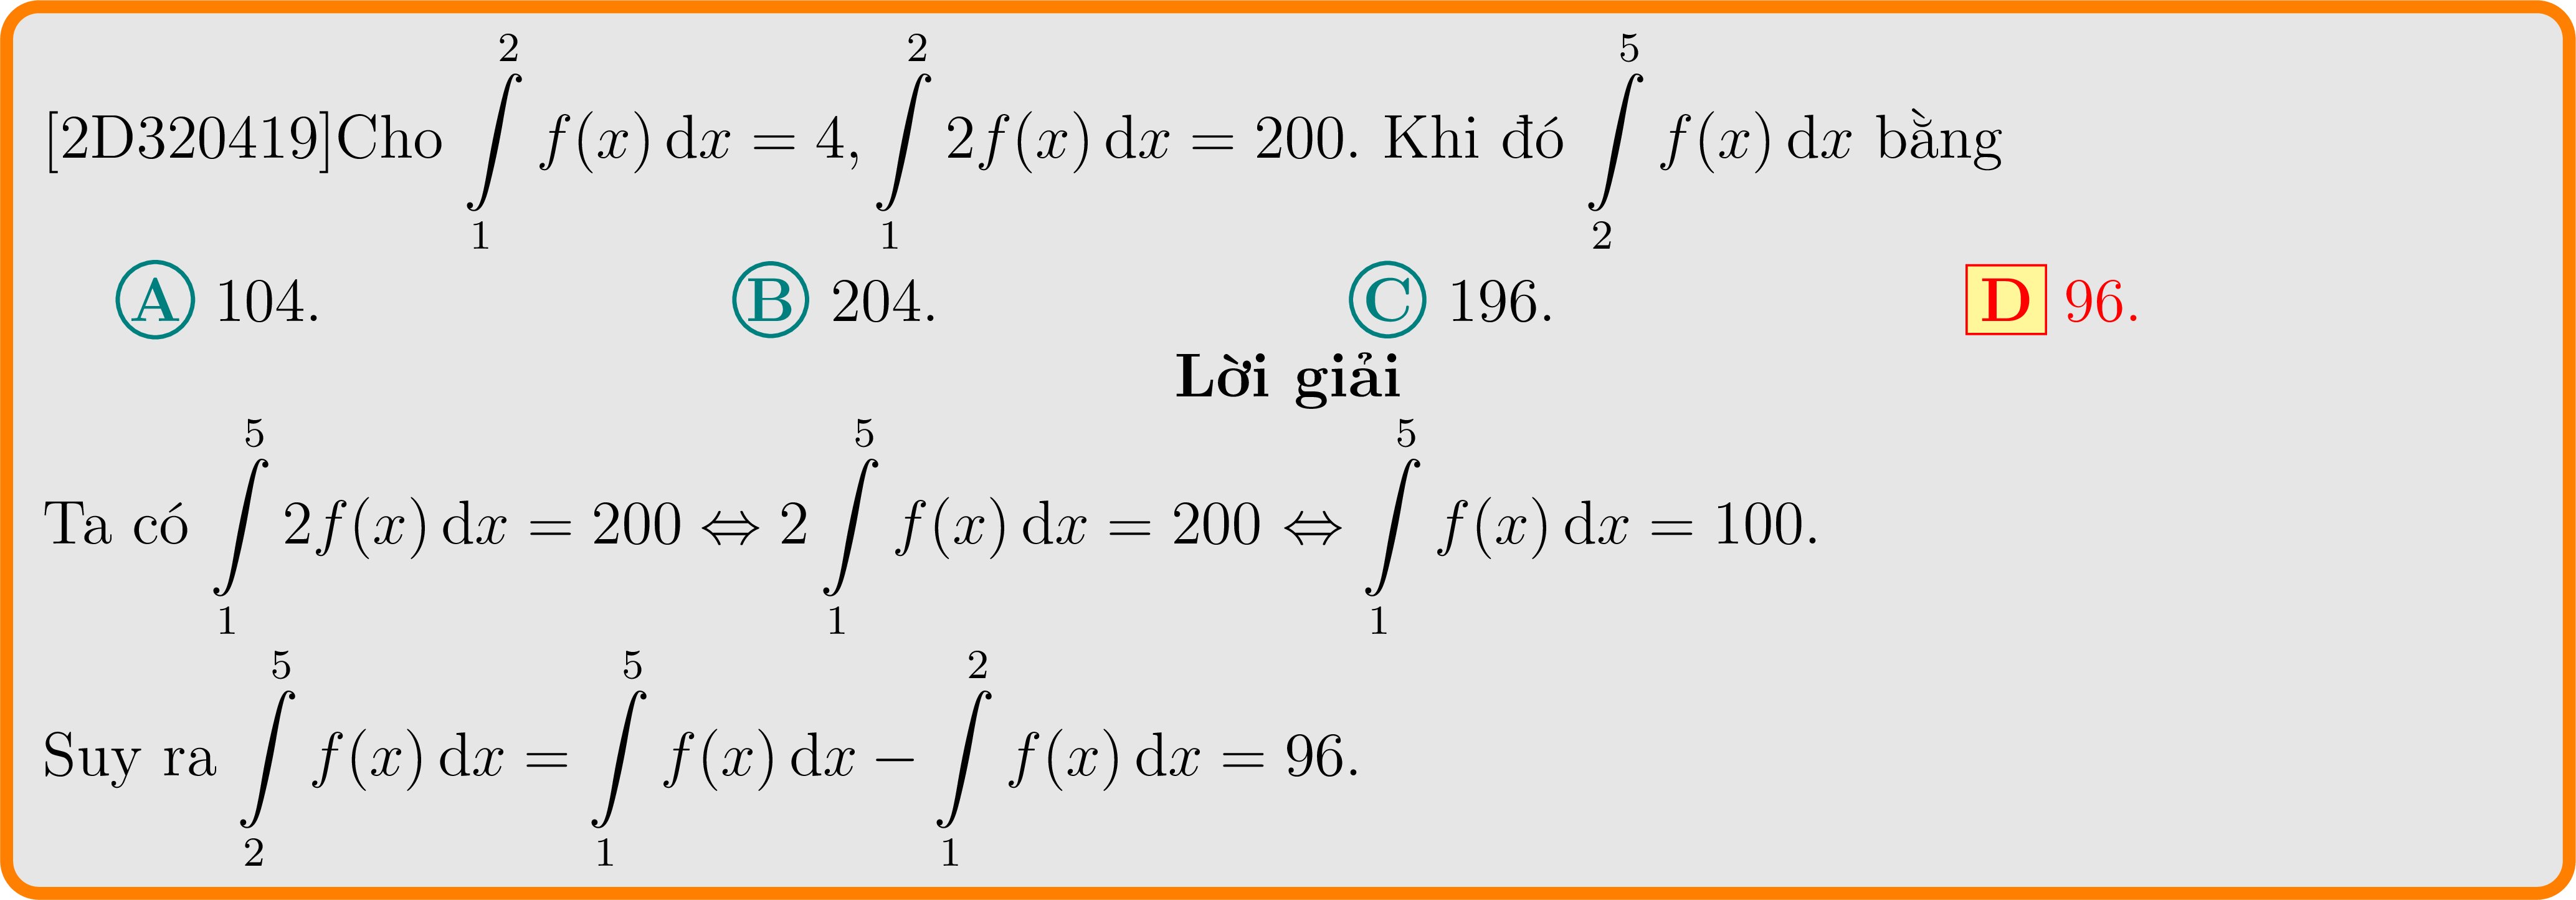 [2D320419]Cho $\int\limits_1^2 f(x)\,\mathrm{d}x = 4, \int\limits_1^2 2f(x)\,\mathrm{d}x = 200$. Khi đó $\int\limits_2^5 f(x)\,\mathrm{d}x$ bằng
A 104. B 204. C 196. D 96.
Lời giải
Ta có $\int\limits_1^5 2f(x)\,\mathrm{d}x = 200 \Leftrightarrow 2\int\limits_1^5 f(x)\,\mathrm{d}x = 200 \Leftrightarrow \int\limits_1^5 f(x)\,\mathrm{d}x = 100.$
Suy ra $\int\limits_2^5 f(x)\,\mathrm{d}x = \int\limits_1^5 f(x)\,\mathrm{d}x - \int\limits_1^2 f(x)\,\mathrm{d}x = 96.$